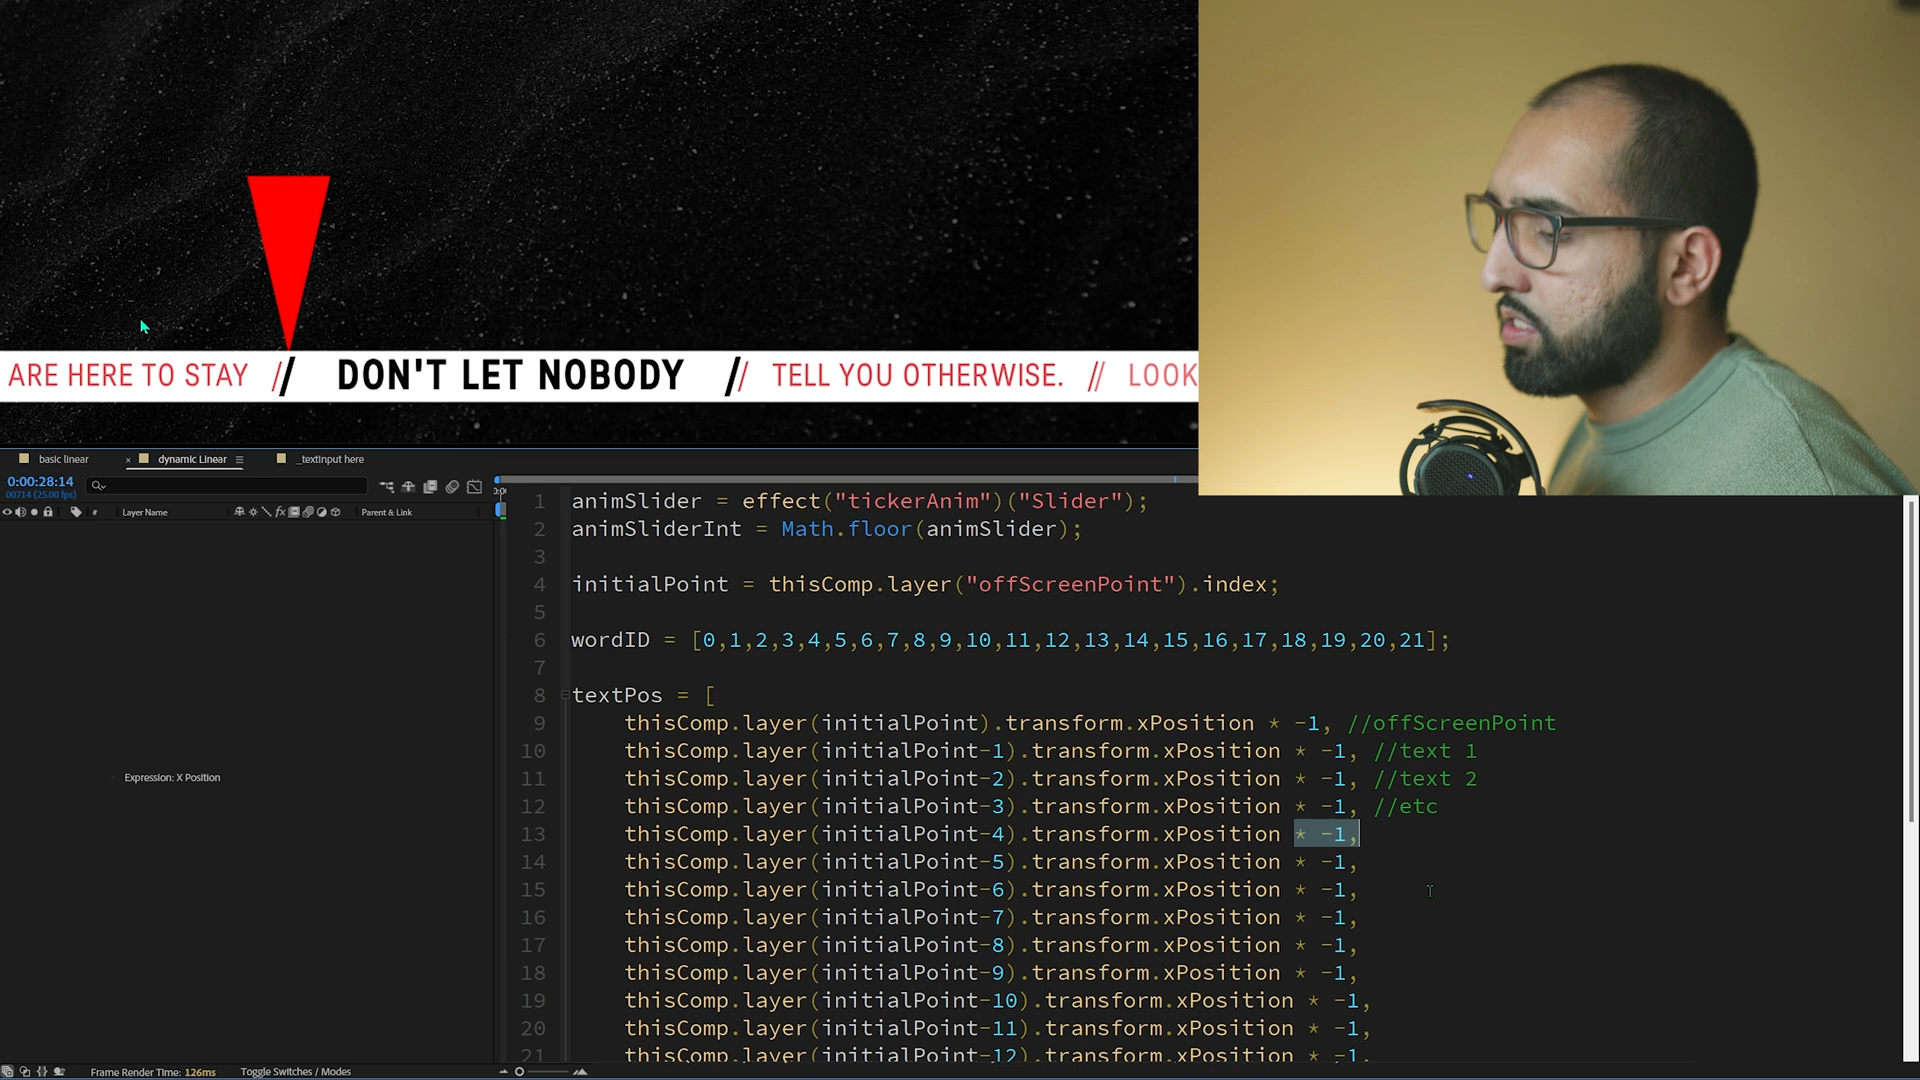 ARE HERE TO STAY // DON'T LET NOBODY // TELL YOU OTHERWISE. // LOOK
basic linear
× dynamic Linear
_textInput here
0:00:28:14
00714 (25.00 fps)
# Layer Name Parent & Link
Expression: X Position
1 animSlider = effect("tickerAnim")("Slider");
2 animSliderInt = Math.floor(animSlider);
3
4 initialPoint = thisComp.layer("offScreenPoint").index;
5
6 wordID = [0,1,2,3,4,5,6,7,8,9,10,11,12,13,14,15,16,17,18,19,20,21];
7
8 textPos = [
9 thisComp.layer(initialPoint).transform.xPosition * -1, //offScreenPoint
10 thisComp.layer(initialPoint-1).transform.xPosition * -1, //text 1
11 thisComp.layer(initialPoint-2).transform.xPosition * -1, //text 2
12 thisComp.layer(initialPoint-3).transform.xPosition * -1, //etc
13 thisComp.layer(initialPoint-4).transform.xPosition * -1,
14 thisComp.layer(initialPoint-5).transform.xPosition * -1,
15 thisComp.layer(initialPoint-6).transform.xPosition * -1,
16 thisComp.layer(initialPoint-7).transform.xPosition * -1,
17 thisComp.layer(initialPoint-8).transform.xPosition * -1,
18 thisComp.layer(initialPoint-9).transform.xPosition * -1,
19 thisComp.layer(initialPoint-10).transform.xPosition * -1,
20 thisComp.layer(initialPoint-11).transform.xPosition * -1,
21 thisComp.layer(initialPoint-12).transform.xPosition * -1,
Frame Render Time: 126ms Toggle Switches / Modes